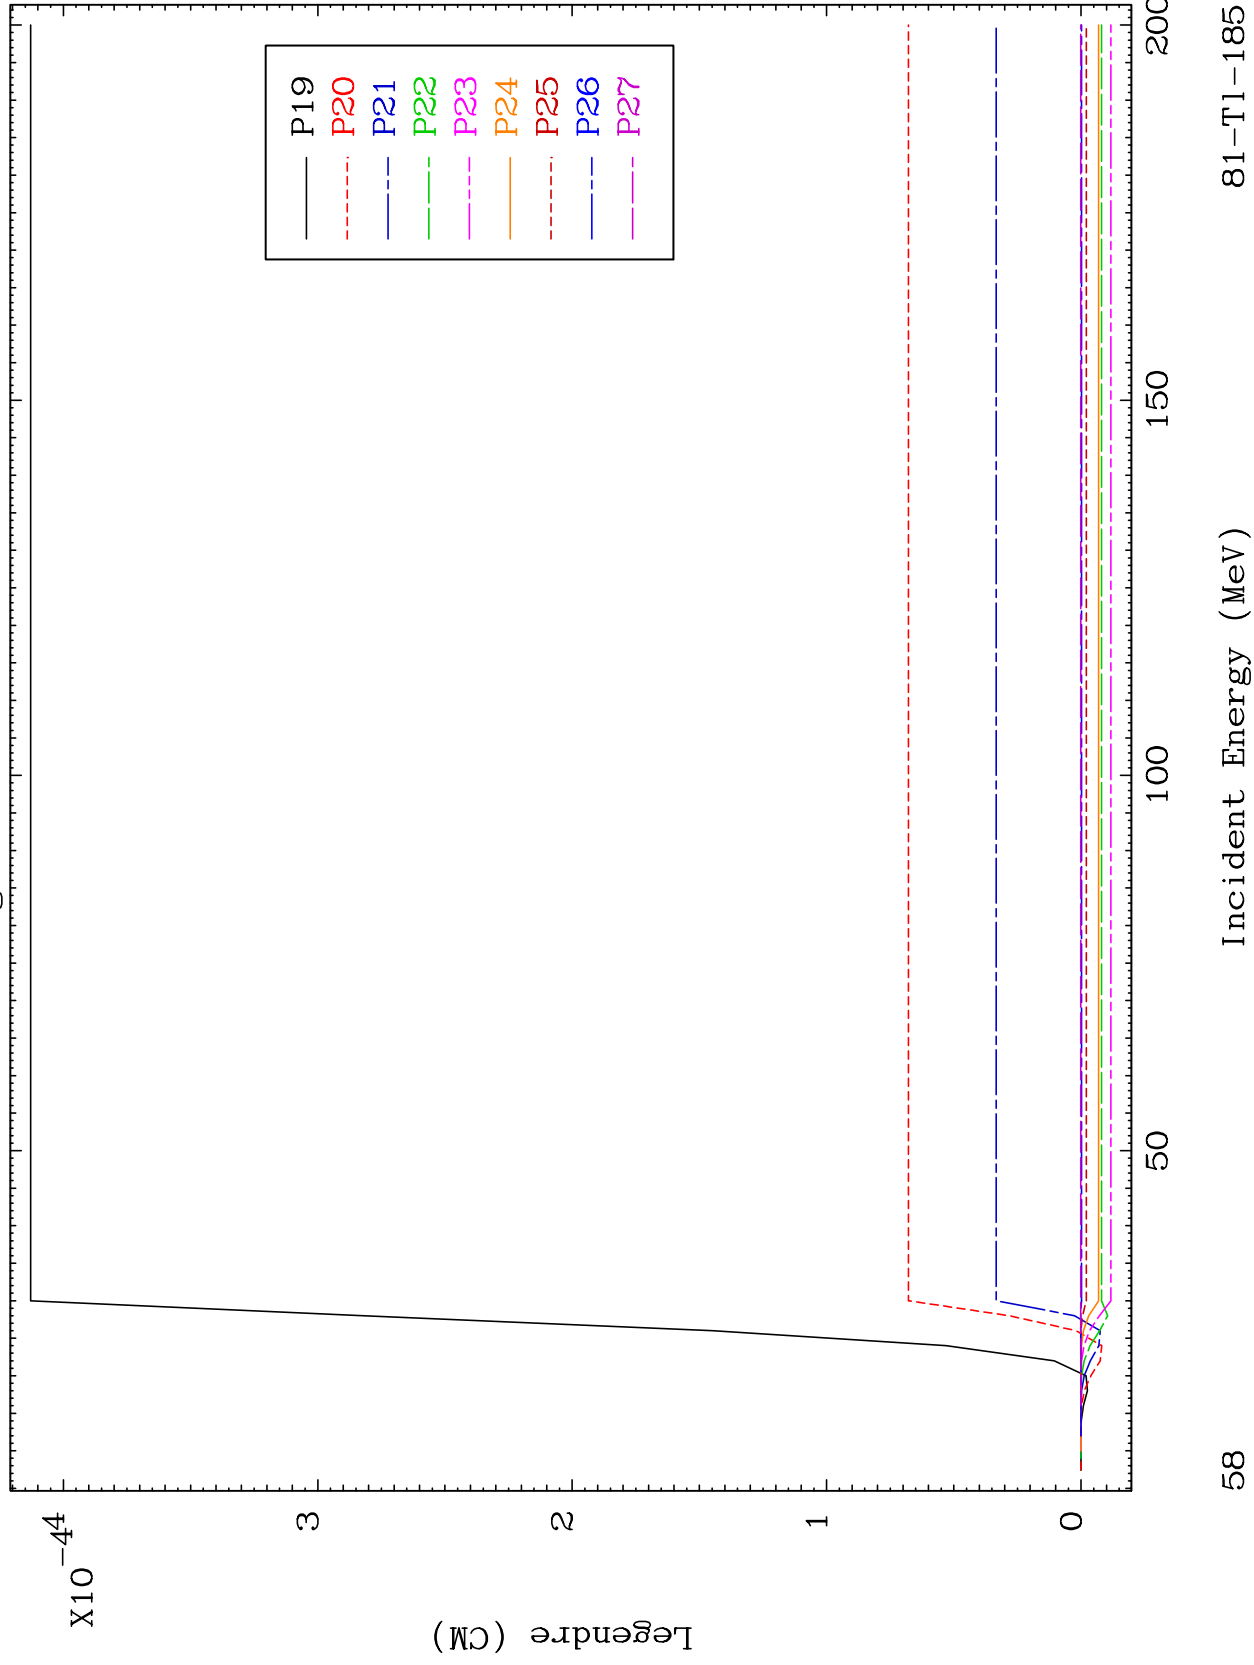 X10⁻⁴
4
3
2
1
0
Legendre (CM)
P19
P20
P21
P22
P23
P24
P25
P26
P27
50 100 150 200
Incident Energy (MeV)
58
81-Tl-185